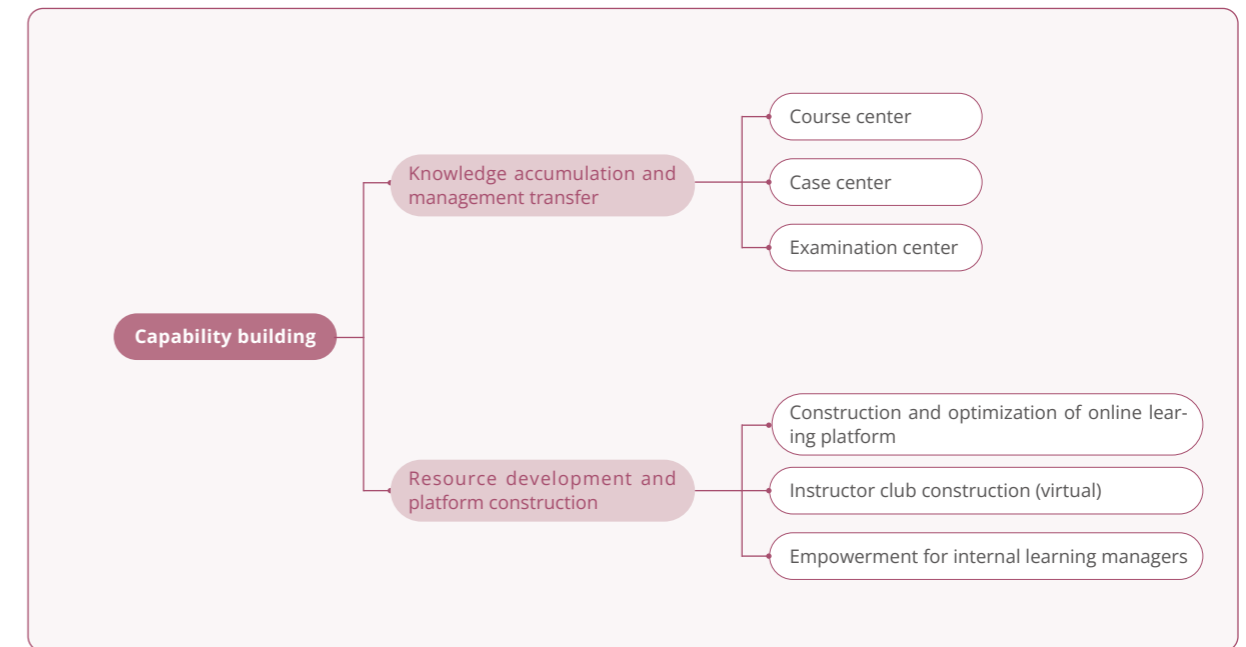 Course center
Knowledge accumulation and
management transfer
Case center
Examination center
Capability building
Construction and optimization of online lear-
ing platform
Resource development and
platform construction
Instructor club construction (virtual)
Empowerment for internal learning managers